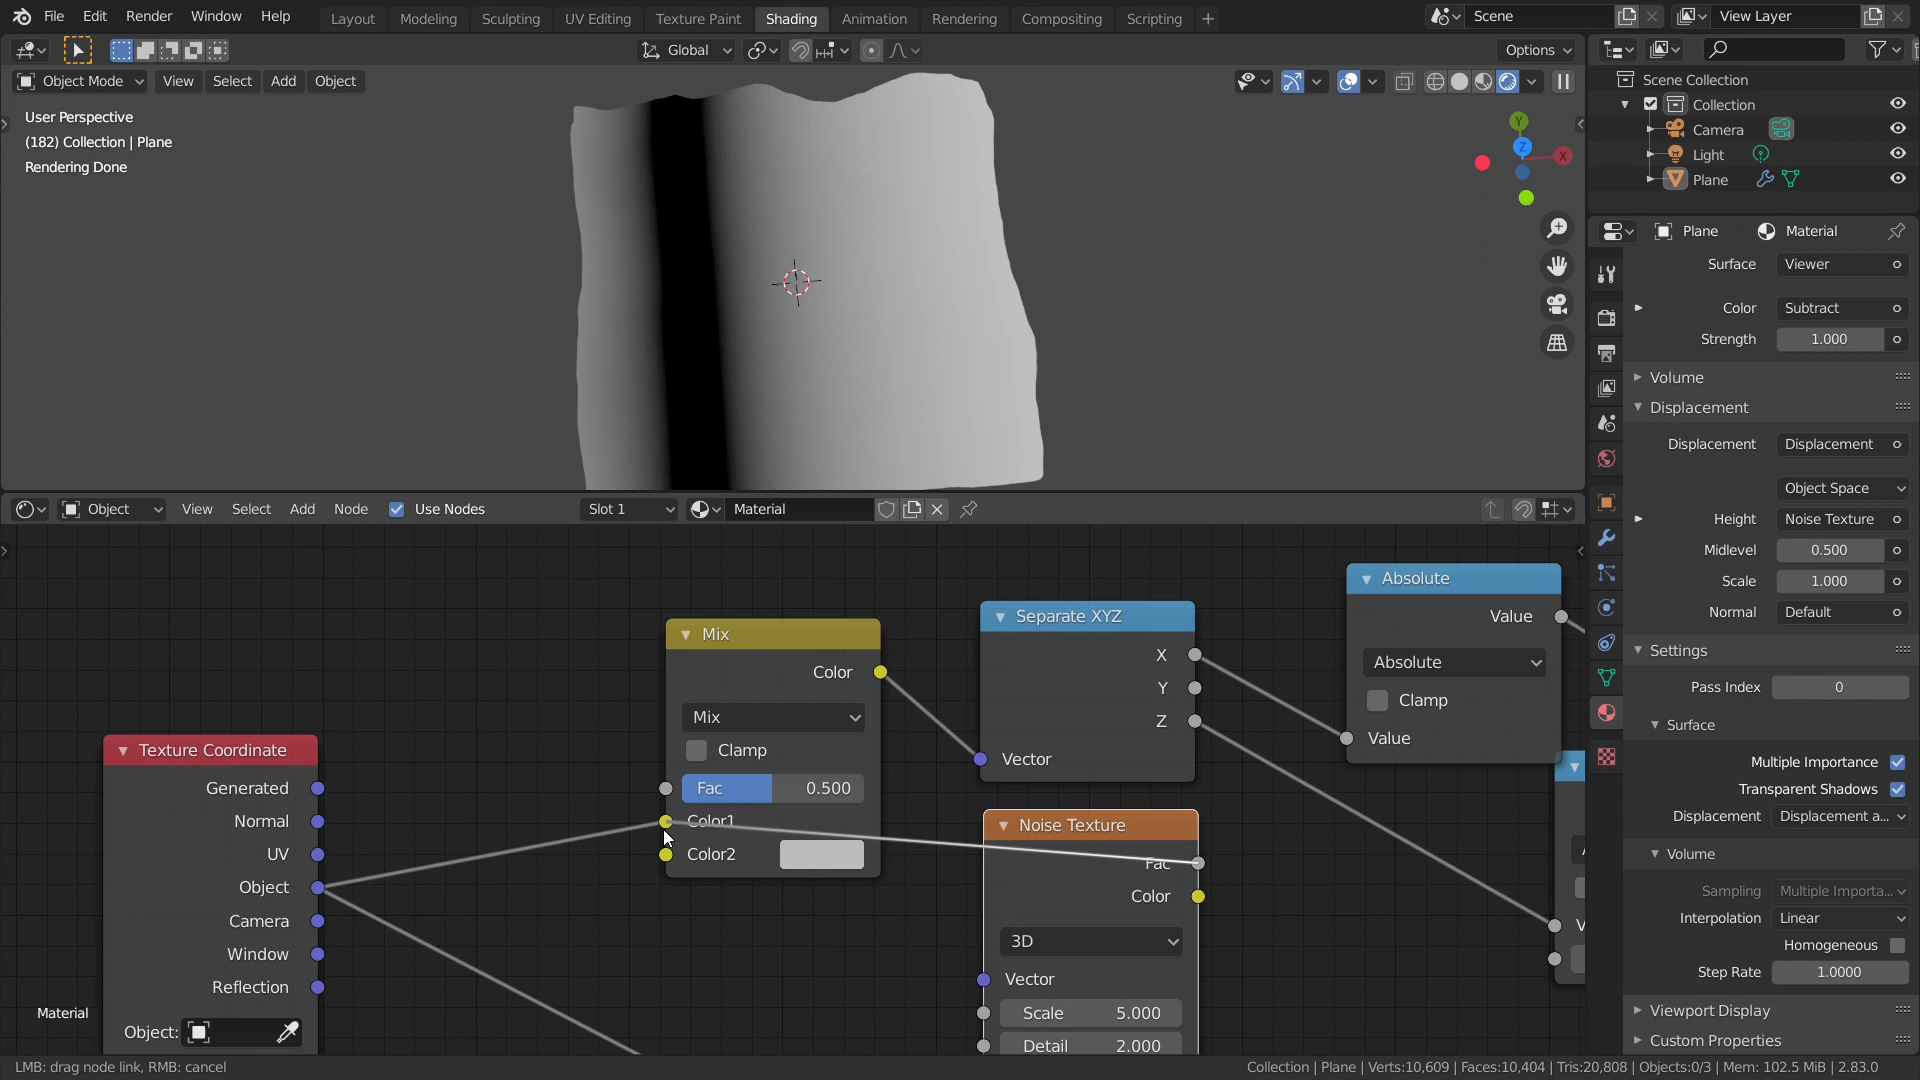 File Edit Render Window Help Layout Modeling Sculpting UV Editing Texture Paint Shading Animation Rendering Compositing Scripting Scene View Layer
Global Options
Object Mode View Select Add Object
User Perspective
(182) Collection | Plane
Rendering Done
Y
Z
X
Scene Collection
Collection
Camera
Light
Plane
Plane Material
Surface Viewer
Color Subtract
Strength 1.000
Volume
Displacement
Displacement Displacement
Object Space
Height Noise Texture
Midlevel 0.500
Scale 1.000
Normal Default
Settings
Pass Index 0
Surface
Multiple Importance
Transparent Shadows
Displacement Displacement a...
Volume
Sampling Multiple Importa...
Interpolation Linear
Homogeneous
Step Rate 1.0000
Viewport Display
Custom Properties
Object View Select Add Node Use Nodes Slot 1 Material
Texture Coordinate
Generated
Normal
UV
Object
Camera
Window
Reflection
Object:
Mix
Color
Mix
Clamp
Fac 0.500
Color1
Color2
Separate XYZ
X
Y
Z
Vector
Noise Texture
Fac
Color
3D
Vector
Scale 5.000
Detail 2.000
Absolute
Value
Absolute
Clamp
Value
Material
LMB: drag node link, RMB: cancel
Collection | Plane | Verts:10,609 | Faces:10,404 | Tris:20,808 | Objects:0/3 | Mem: 102.5 MiB | 2.83.0